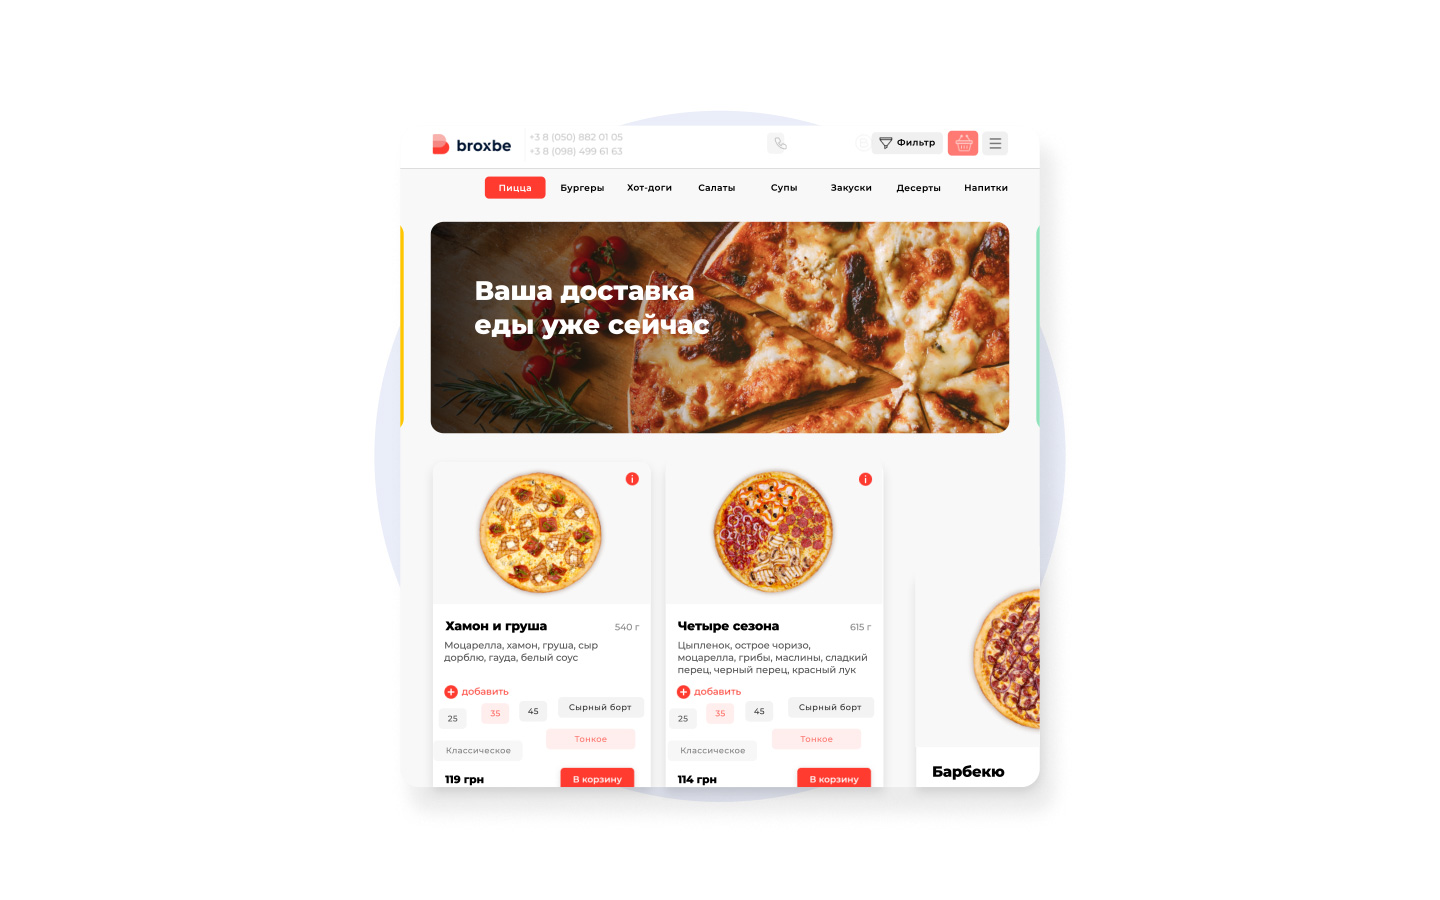 broxbe
+3 8 (050) 882 01 05
+3 8 (098) 499 61 63
Фильтр
Пицца Бургеры Хот-доги Салаты Супы Закуски Десерты Напитки
Ваша доставка
еды уже сейчас
Хамон и груша 540 г
Моцарелла, хамон, груша, сыр
дорблю, гауда, белый соус
добавить
25 35 45 Сырный борт
Классическое Тонкое
119 грн В корзину
Четыре сезона 615 г
Цыпленок, острое чоризо,
моцарелла, грибы, маслины, сладкий
перец, черный перец, красный лук
добавить
25 35 45 Сырный борт
Классическое Тонкое
114 грн В корзину
Барбекю